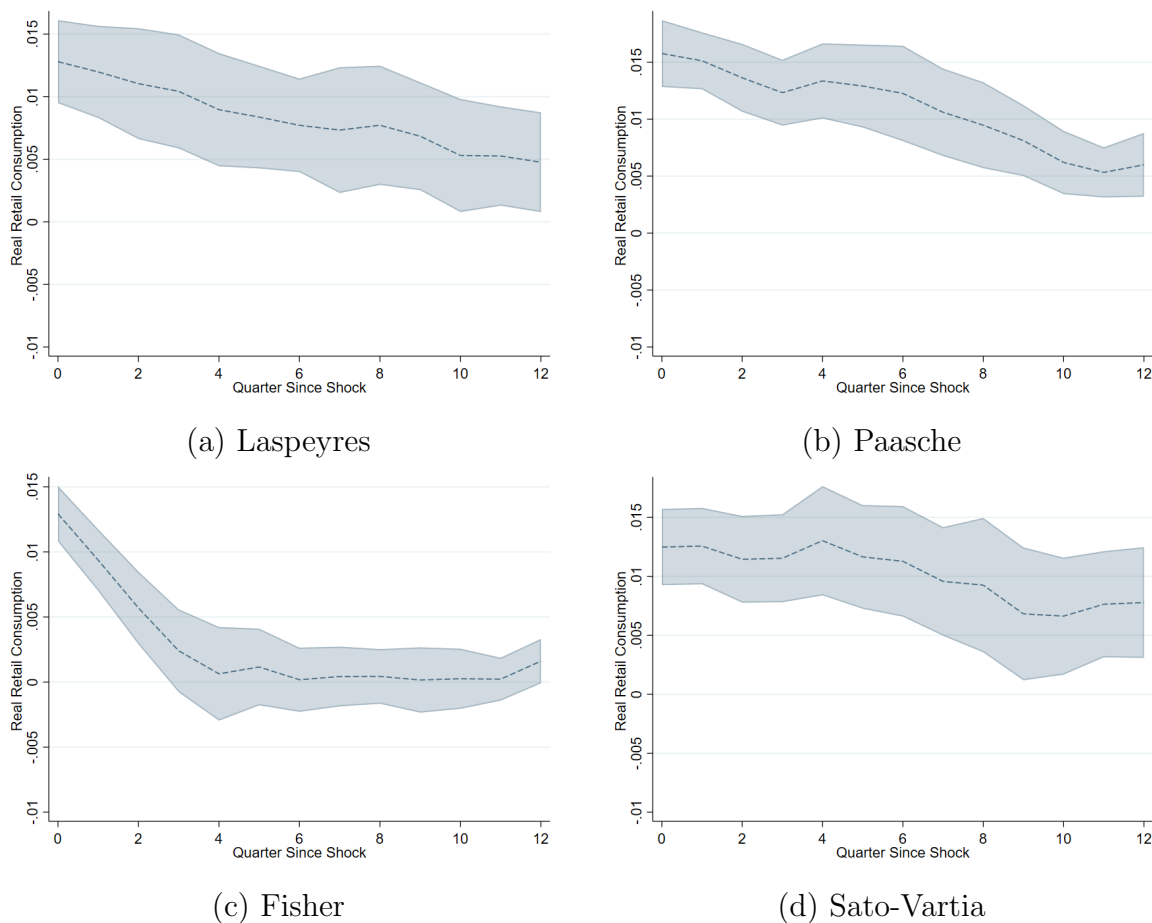 .015
.01
.005
0
-.005
-.01
Real Retail Consumption
0 2 4 6 8 10 12
Quarter Since Shock
(a) Laspeyres
.015
.01
.005
0
-.005
-.01
Real Retail Consumption
0 2 4 6 8 10 12
Quarter Since Shock
(b) Paasche
.015
.01
.005
0
-.005
-.01
Real Retail Consumption
0 2 4 6 8 10 12
Quarter Since Shock
(c) Fisher
.015
.01
.005
0
-.005
-.01
Real Retail Consumption
0 2 4 6 8 10 12
Quarter Since Shock
(d) Sato-Vartia